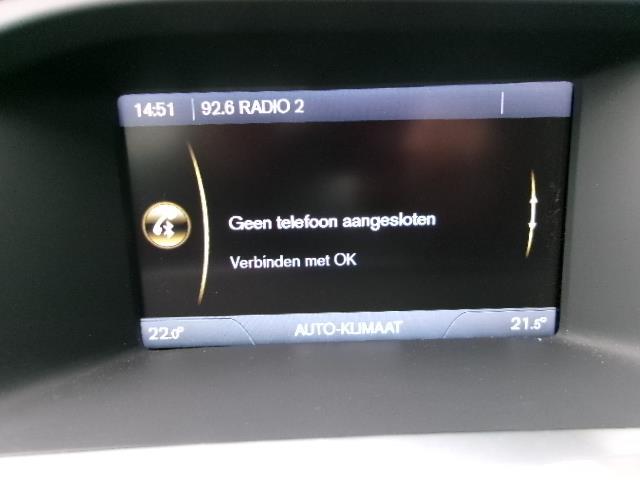 14:51 92.6 RADIO 2
Geen telefoon aangesloten
Verbinden met OK
22.0° AUTO-KLIMAAT 21.5°